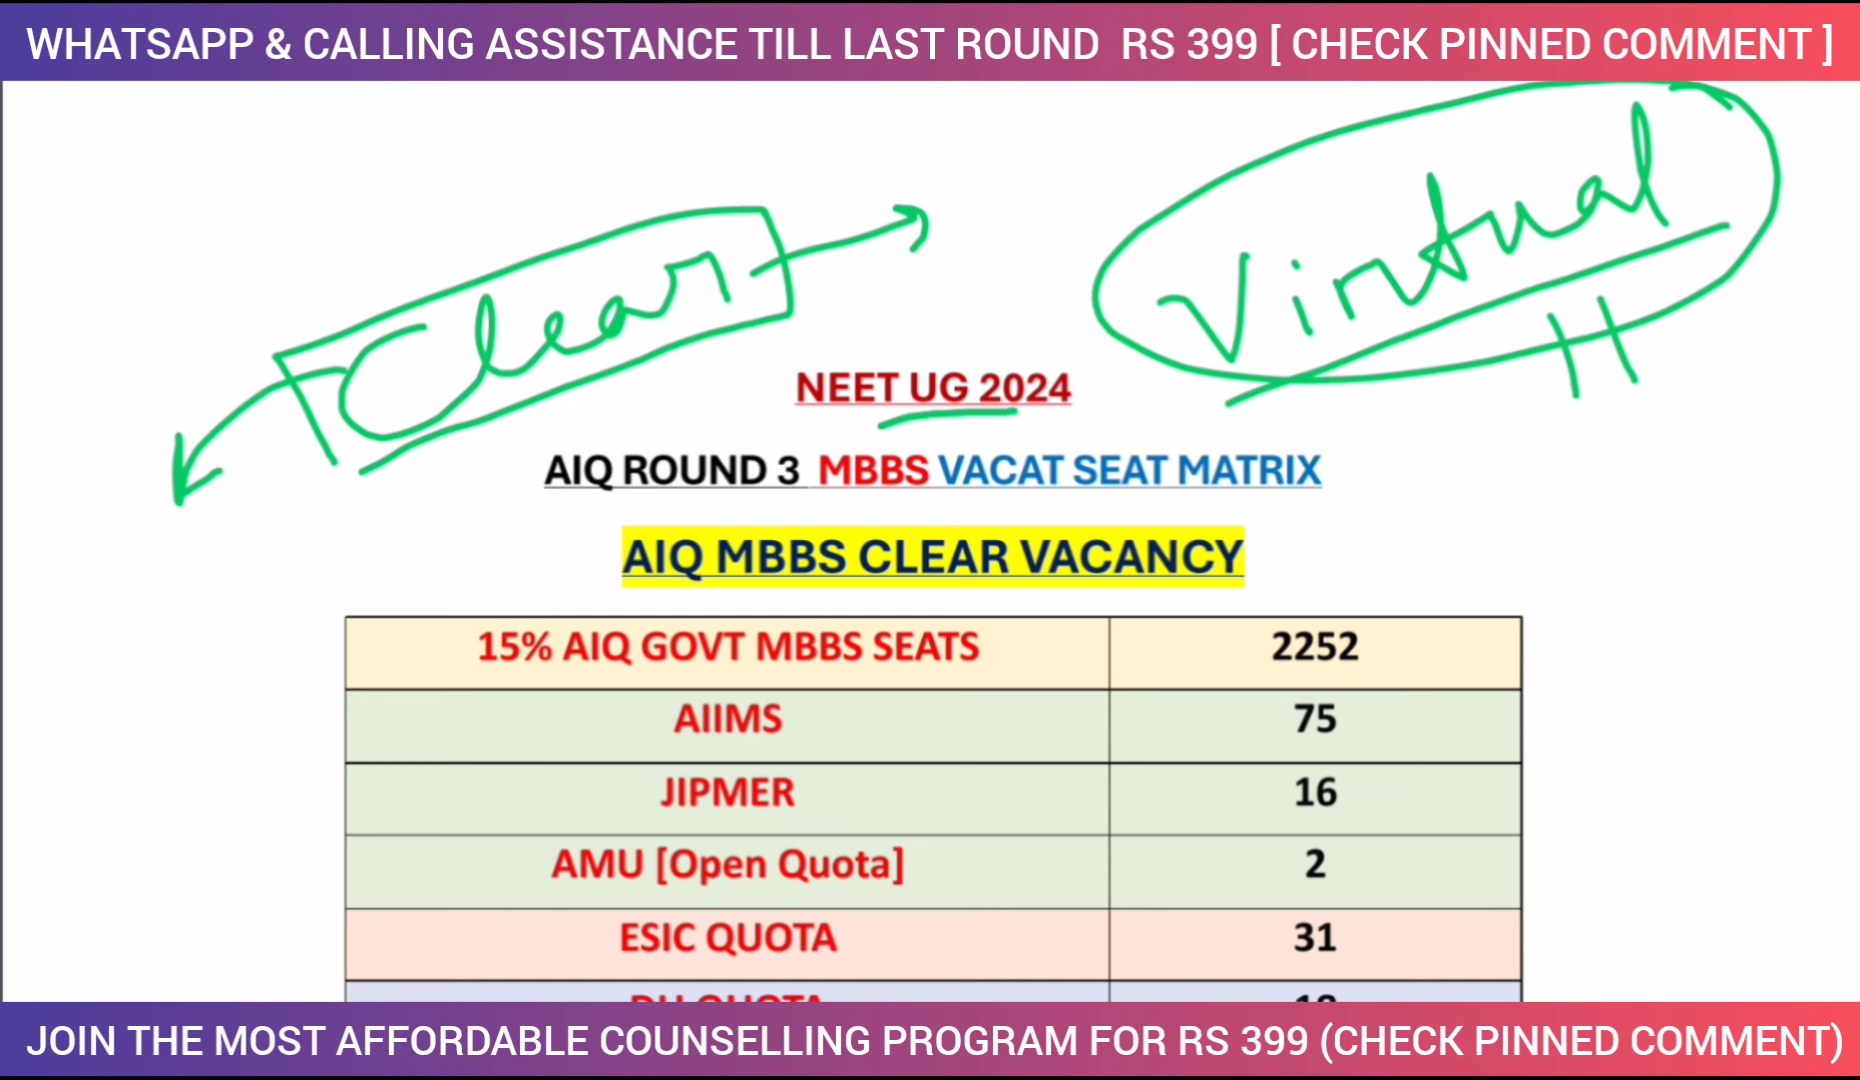 WHATSAPP & CALLING ASSISTANCE TILL LAST ROUND RS 399 [ CHECK PINNED COMMENT ]
Clear
Virtual
NEET UG 2024
AIQ ROUND 3 MBBS VACAT SEAT MATRIX
AIQ MBBS CLEAR VACANCY
15% AIQ GOVT MBBS SEATS 2252
AIIMS 75
JIPMER 16
AMU [Open Quota] 2
ESIC QUOTA 31
QUOTA
JOIN THE MOST AFFORDABLE COUNSELLING PROGRAM FOR RS 399 (CHECK PINNED COMMENT)